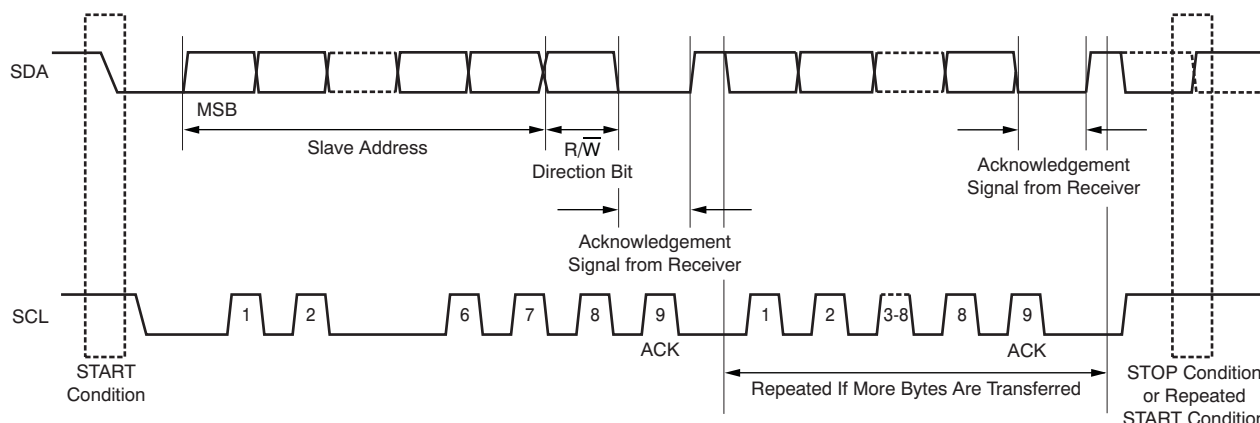 SDA
MSB
Slave Address
R/W̅
Direction Bit
Acknowledgement
Signal from Receiver
Acknowledgement
Signal from Receiver
SCL
1
2
6
7
8
9
1
2
3-8
8
9
ACK
ACK
START
Condition
Repeated If More Bytes Are Transferred
STOP Condition
or Repeated
START Condition